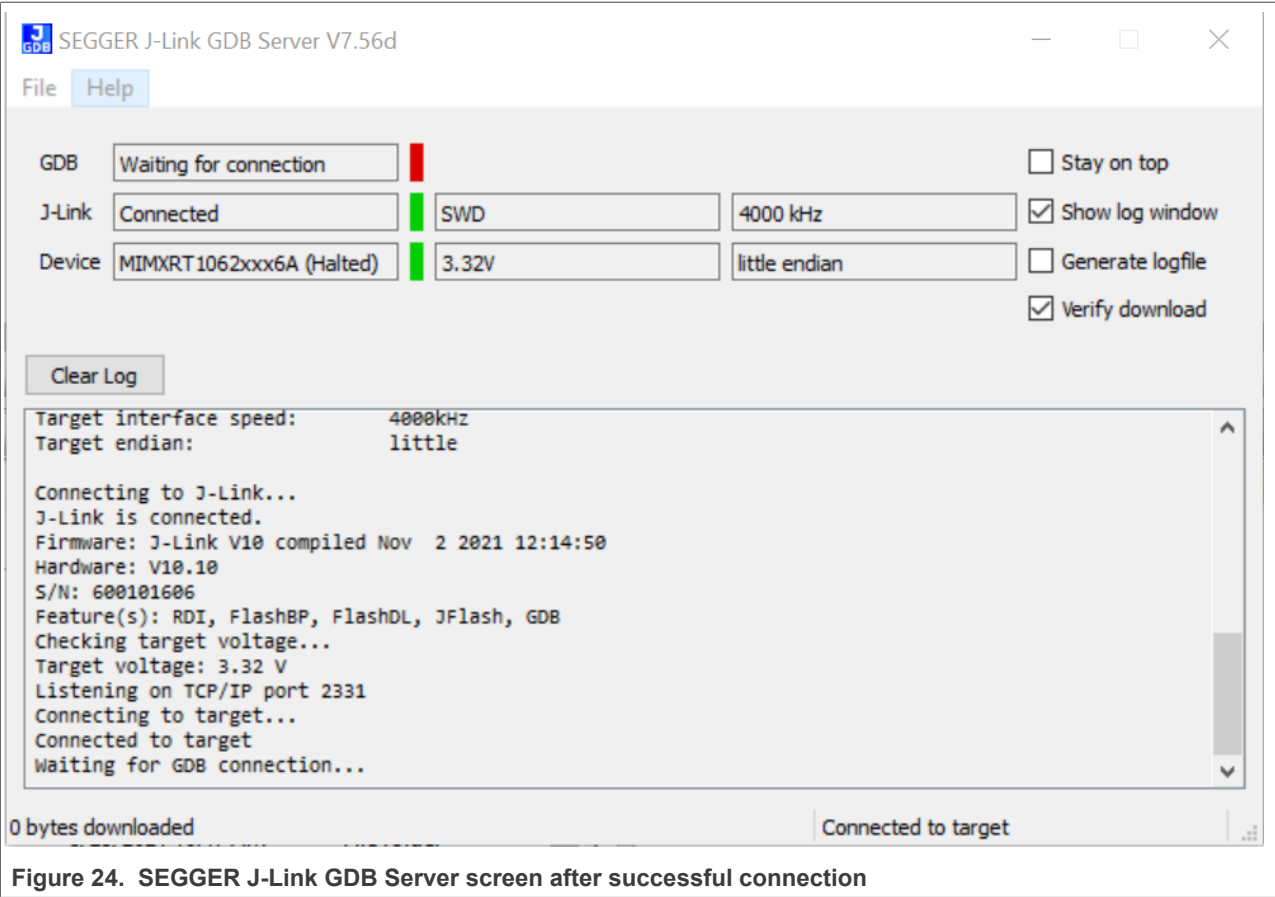 J
GDB
SEGGER J-Link GDB Server V7.56d
File Help
GDB Waiting for connection Stay on top
J-Link Connected SWD 4000 kHz Show log window
Device MIMXRT1062xxx6A (Halted) 3.32V little endian Generate logfile
Verify download
Clear Log
Target interface speed: 4000kHz
Target endian: little
Connecting to J-Link...
J-Link is connected.
Firmware: J-Link V10 compiled Nov  2 2021 12:14:50
Hardware: V10.10
S/N: 600101606
Feature(s): RDI, FlashBP, FlashDL, JFlash, GDB
Checking target voltage...
Target voltage: 3.32 V
Listening on TCP/IP port 2331
Connecting to target...
Connected to target
Waiting for GDB connection...
0 bytes downloaded Connected to target
Figure 24. SEGGER J-Link GDB Server screen after successful connection